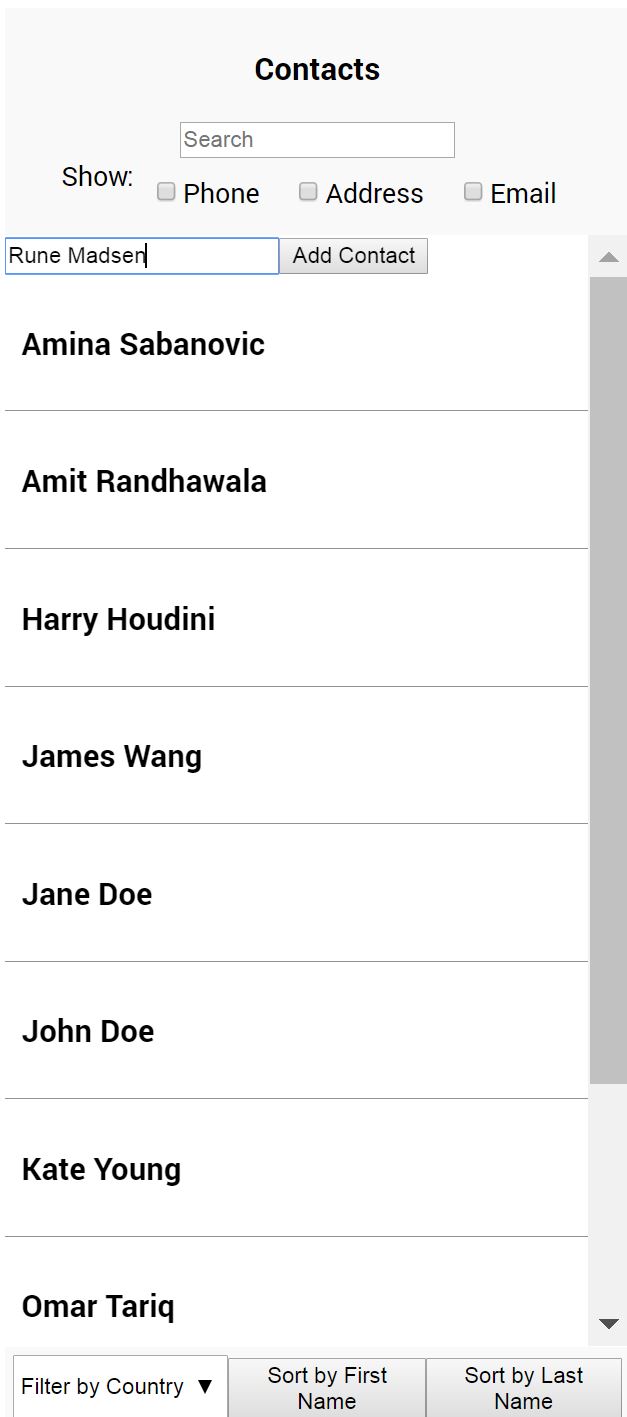 Contacts
Search
Show: Phone Address Email
Rune Madsen Add Contact
Amina Sabanovic
Amit Randhawala
Harry Houdini
James Wang
Jane Doe
John Doe
Kate Young
Omar Tariq
Filter by Country ▼ Sort by First Name Sort by Last Name